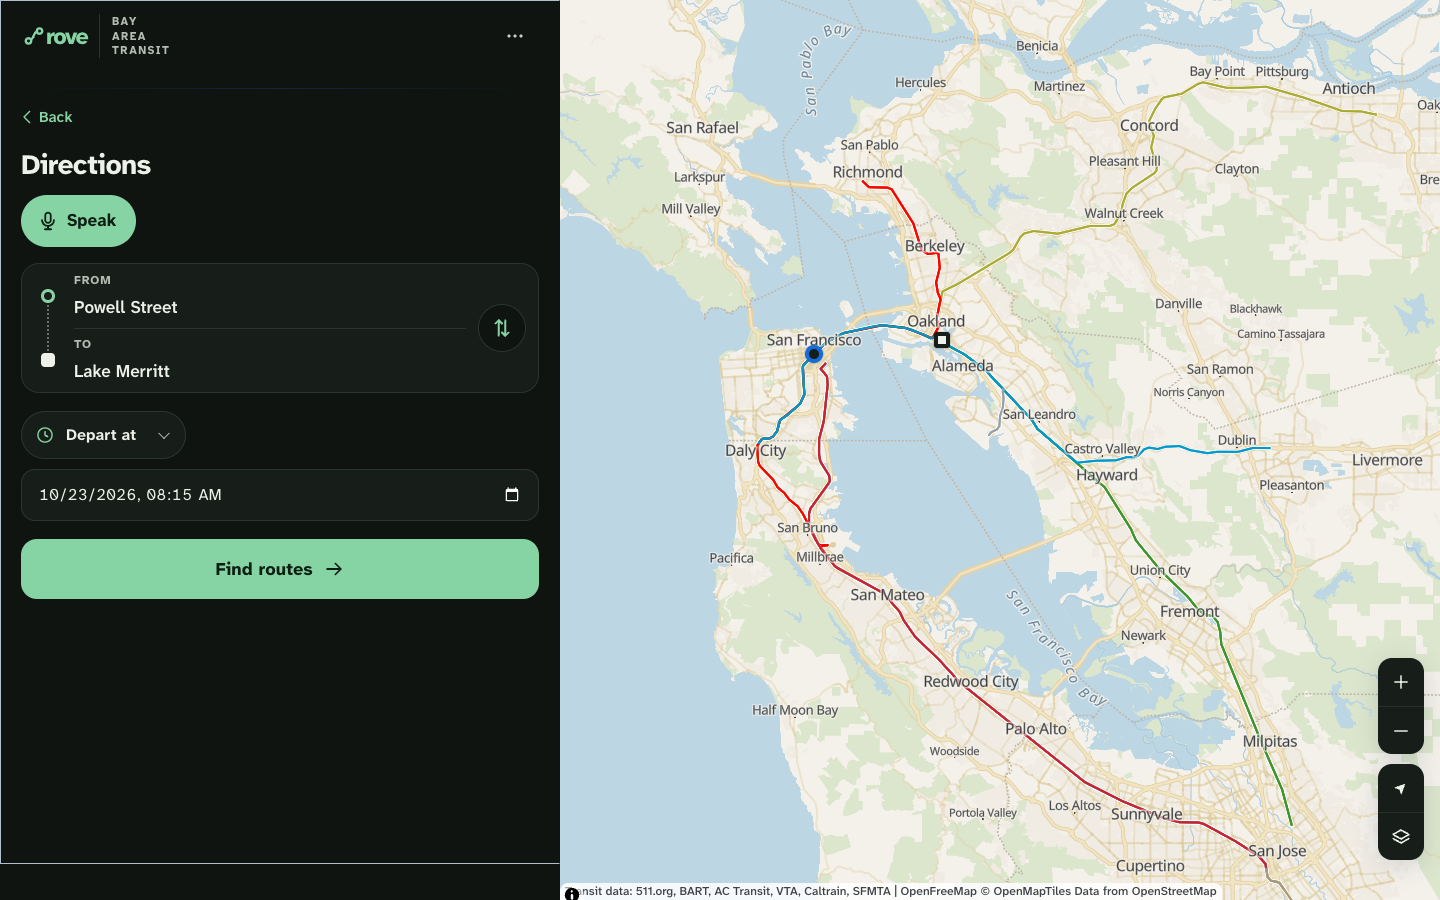 rove
BAY
AREA
TRANSIT
Back
Directions
Speak
FROM
Powell Street
TO
Lake Merritt
Depart at
10/23/2026, 08:15 AM
Find routes
San Pablo Bay
Benicia
Hercules
Martinez
Bay Point
Pittsburg
Antioch
Oak
San Rafael
Concord
San Pablo
Pleasant Hill
Clayton
Richmond
Larkspur
Bre
Mill Valley
Walnut Creek
Berkeley
Danville
Blackhawk
Oakland
Camino Tassajara
San Francisco
Alameda
San Ramon
Norris Canyon
San Leandro
Daly City
Castro Valley
Dublin
Livermore
Hayward
Pleasanton
San Bruno
Pacifica
Millbrae
Union City
San Mateo
Fremont
San Francisco Bay
Newark
Redwood City
Half Moon Bay
Palo Alto
Woodside
Milpitas
Portola Valley
Los Altos
Sunnyvale
San Jose
Cupertino
nsit data: 511.org, BART, AC Transit, VTA, Caltrain, SFMTA | OpenFreeMap © OpenMapTiles Data from OpenStreetMap